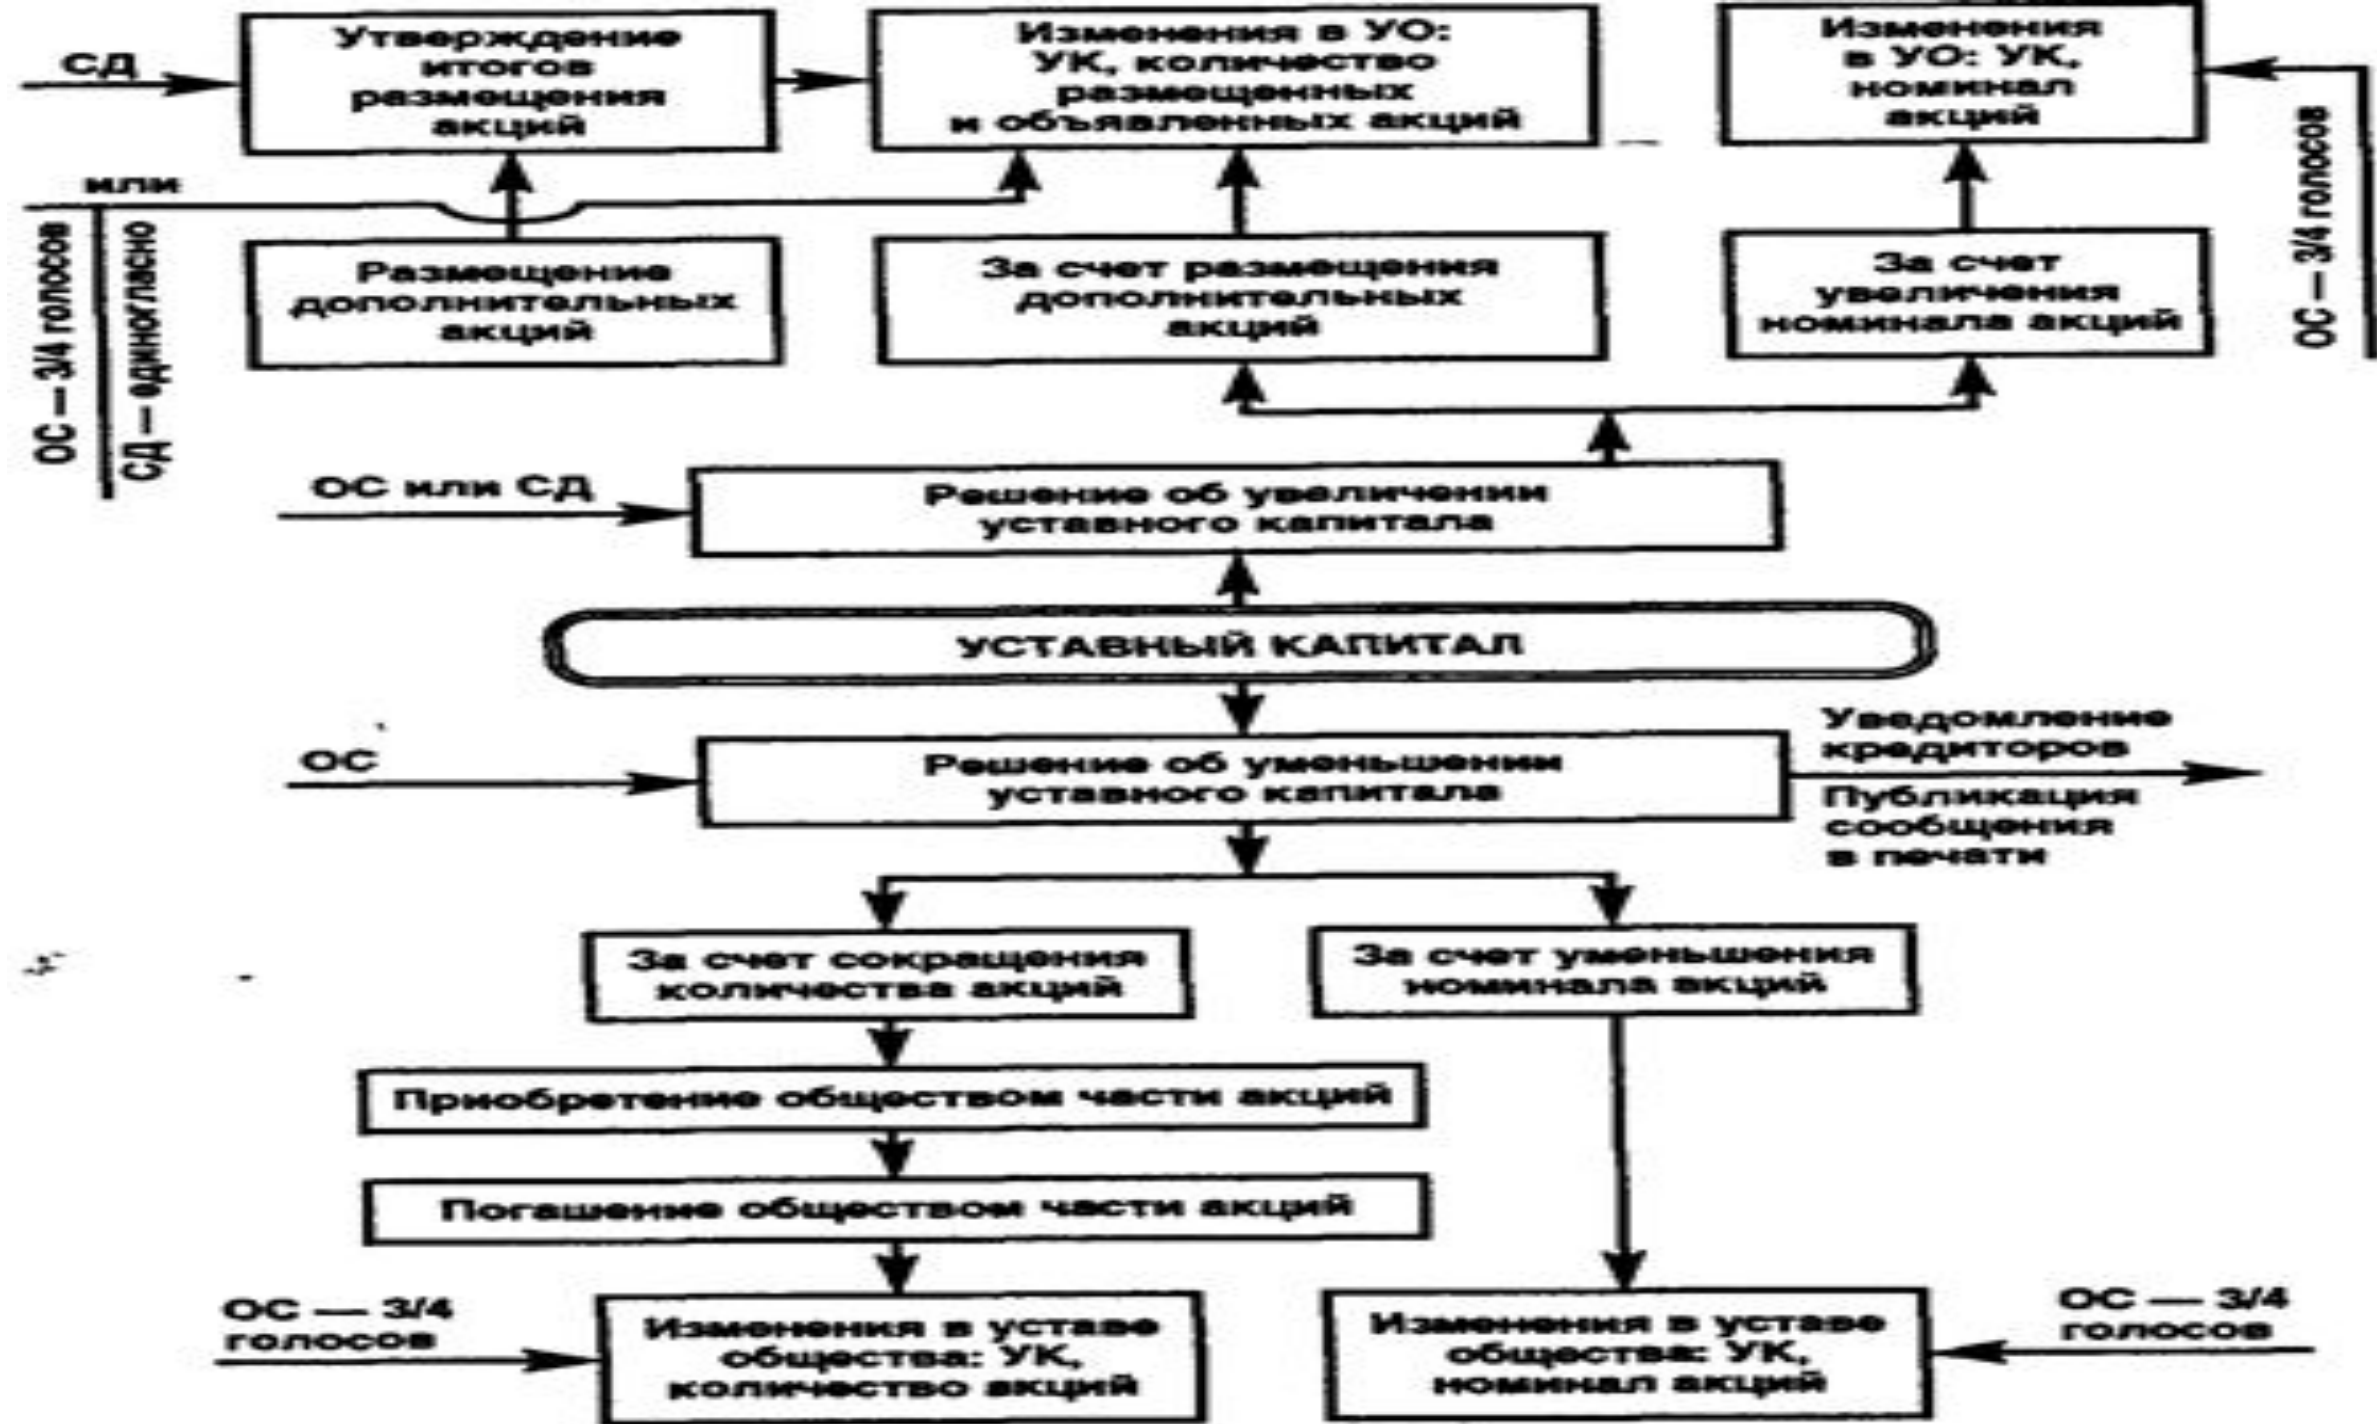 СД
Утверждение
итогов
размещения
акций
Изменения в УО:
УК, количество
размещенных
и объявленных акций
Изменения
в УО: УК,
номинал
акций
ОС — 3/4 голосов
или
ОС — 3/4 голосов
СД — единогласно
Размещение
дополнительных
акций
За счет размещения
дополнительных
акций
За счет
увеличения
номинала акций
ОС или СД
Решение об увеличении
уставного капитала
УСТАВНЫЙ КАПИТАЛ
ОС
Решение об уменьшении
уставного капитала
Уведомление
кредиторов
Публикация
сообщения
в печати
За счет сокращения
количества акций
За счет уменьшения
номинала акций
Приобретение обществом части акций
Погашение обществом части акций
ОС — 3/4
голосов
Изменения в уставе
общества: УК,
количество акций
Изменения в уставе
общества: УК,
номинал акций
ОС — 3/4
голосов